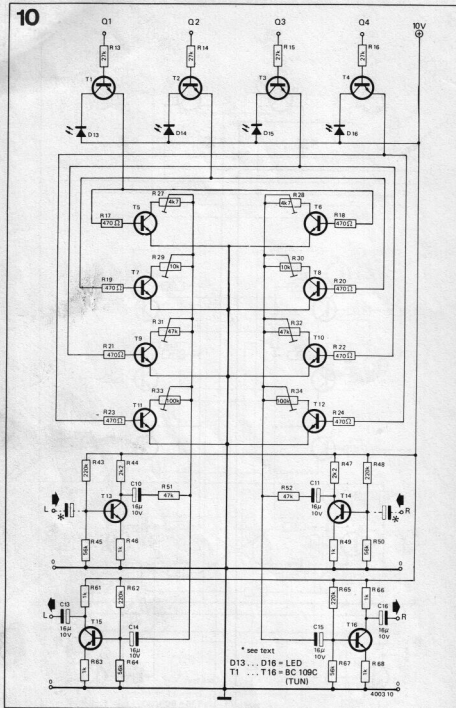 10
Q1 Q2 Q3 Q4 10V
R13 27k R14 27k R15 27k R16 27k
T1 T2 T3 T4
D13 D14 D15 D16
R27 4k7 R28 4k7
R17 470Ω T5 T6 R18 470Ω
R29 10k R30 10k
R19 470Ω T7 T8 R20 470Ω
R31 47k R32 47k
R21 470Ω T9 T10 R22 470Ω
R33 100k R34 100k
R23 470Ω T11 T12 R24 470Ω
R43 220k R44 2k2 C10 16µ 10V R51 47k R52 47k C11 16µ 10V R47 2k2 R48 220k
L * T13 T14 * R
R45 56k R46 1k R49 1k R50 56k
0 0
R61 1k R62 220k R65 220k R66 1k
L C13 16µ 10V T15 C14 16µ 10V C15 16µ 10V T16 C16 16µ 10V R
R63 1k R64 56k R67 56k R68 1k
* see text
D13 ... D16 = LED
T1 ... T16 = BC 109C
(TUN)
0 0
4003 10